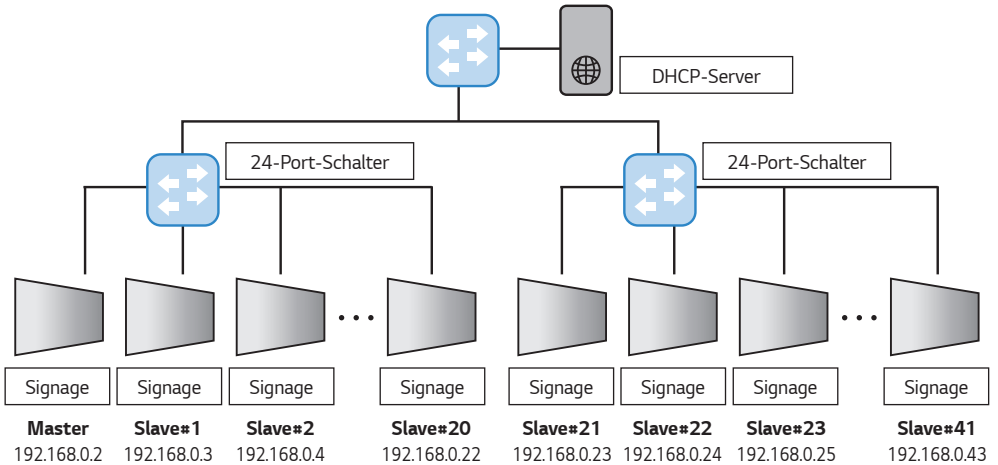 DHCP-Server
24-Port-Schalter 24-Port-Schalter
Signage Signage Signage Signage Signage Signage Signage Signage
Master Slave#1 Slave#2 Slave#20 Slave#21 Slave#22 Slave#23 Slave#41
192.168.0.2 192.168.0.3 192.168.0.4 192.168.0.22 192.168.0.23 192.168.0.24 192.168.0.25 192.168.0.43